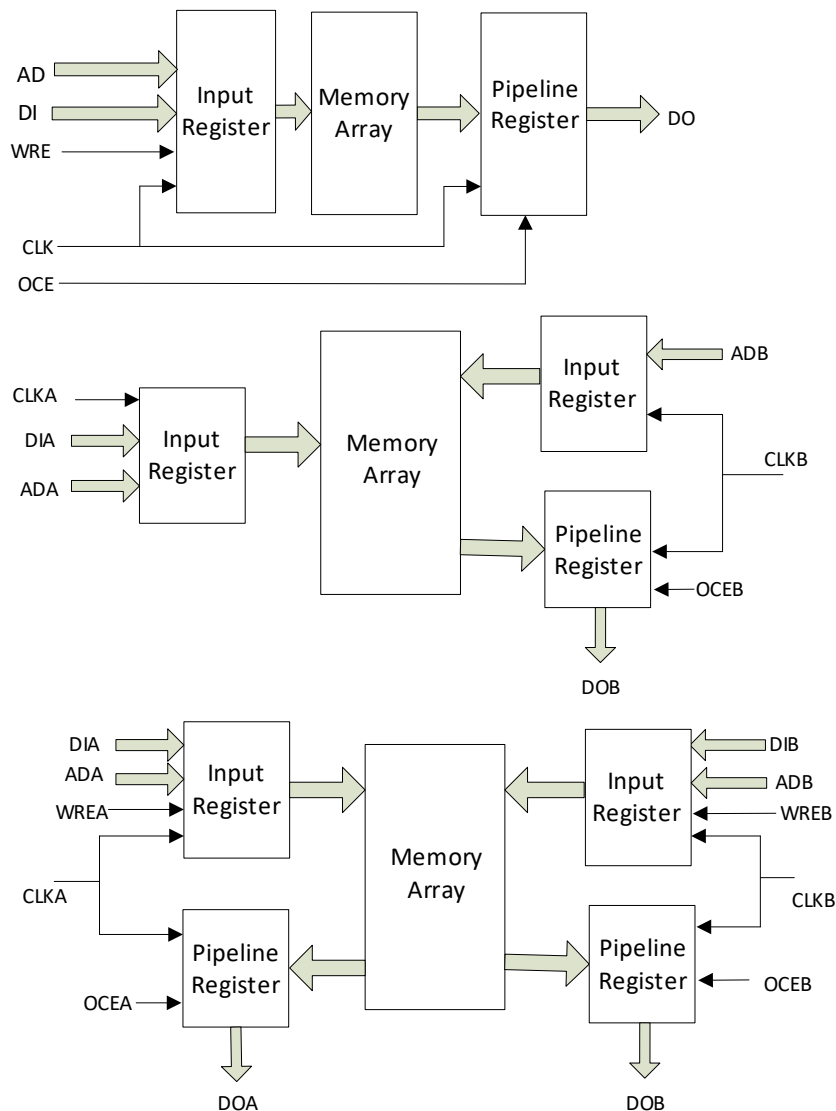 AD
DI
WRE
CLK
OCE
Input
Register
Memory
Array
Pipeline
Register
DO
CLKA
DIA
ADA
Input
Register
Memory
Array
Input
Register
ADB
CLKB
Pipeline
Register
OCEB
DOB
DIA
ADA
WREA
CLKA
OCEA
Input
Register
Pipeline
Register
DOA
Memory
Array
Input
Register
Pipeline
Register
DOB
DIB
ADB
WREB
CLKB
OCEB